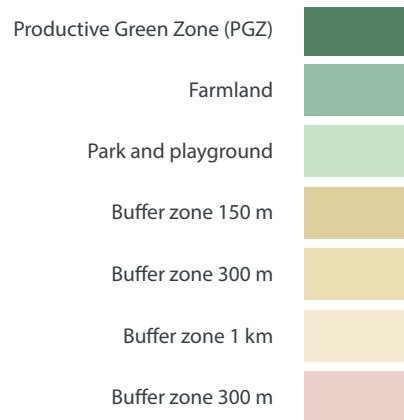 Productive Green Zone (PGZ)
Farmland
Park and playground
Buffer zone 150 m
Buffer zone 300 m
Buffer zone 1 km
Buffer zone 300 m